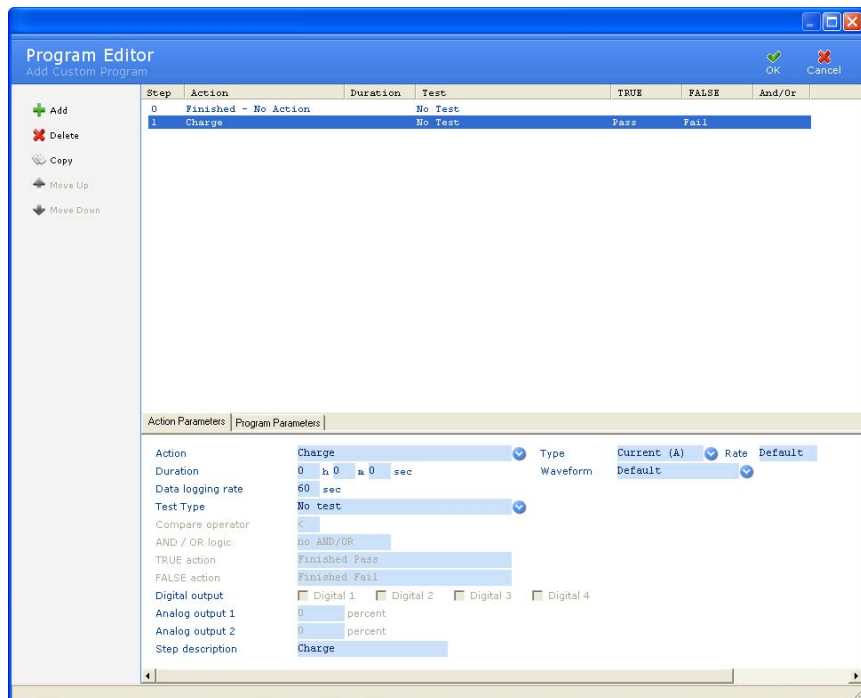 Program Editor
Add Custom Program
OK Cancel
Add
Delete
Copy
Move Up
Move Down
Step Action Duration Test TRUE FALSE And/Or
0 Finished - No Action No Test
1 Charge No Test Pass Fail
Action Parameters Program Parameters
Action Charge Type Current (A) Rate Default
Duration 0 h 0 m 0 sec Waveform Default
Data logging rate 60 sec
Test Type No test
Compare operator <
AND / OR logic no AND/OR
TRUE action Finished Pass
FALSE action Finished Fail
Digital output Digital 1 Digital 2 Digital 3 Digital 4
Analog output 1 0 percent
Analog output 2 0 percent
Step description Charge